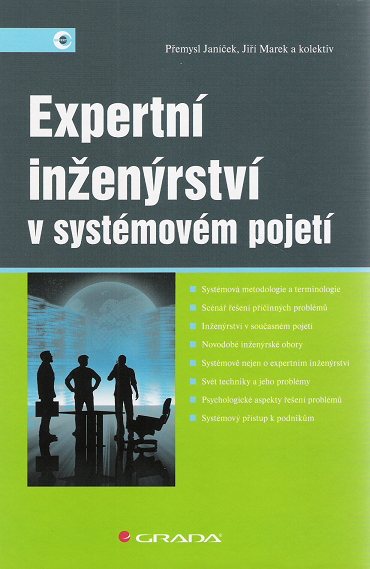 Přemysl Janíček, Jiří Marek a kolektiv
Expertní
inženýrství
v systémovém pojetí
Systémová metodologie a terminologie
Scénář řešení příčinných problémů
Inženýrství v současném pojetí
Novodobé inženýrské obory
Systémově nejen o expertním inženýrství
Svět techniky a jeho problémy
Psychologické aspekty řešení problémů
Systémový přístup k podnikům
GRADA